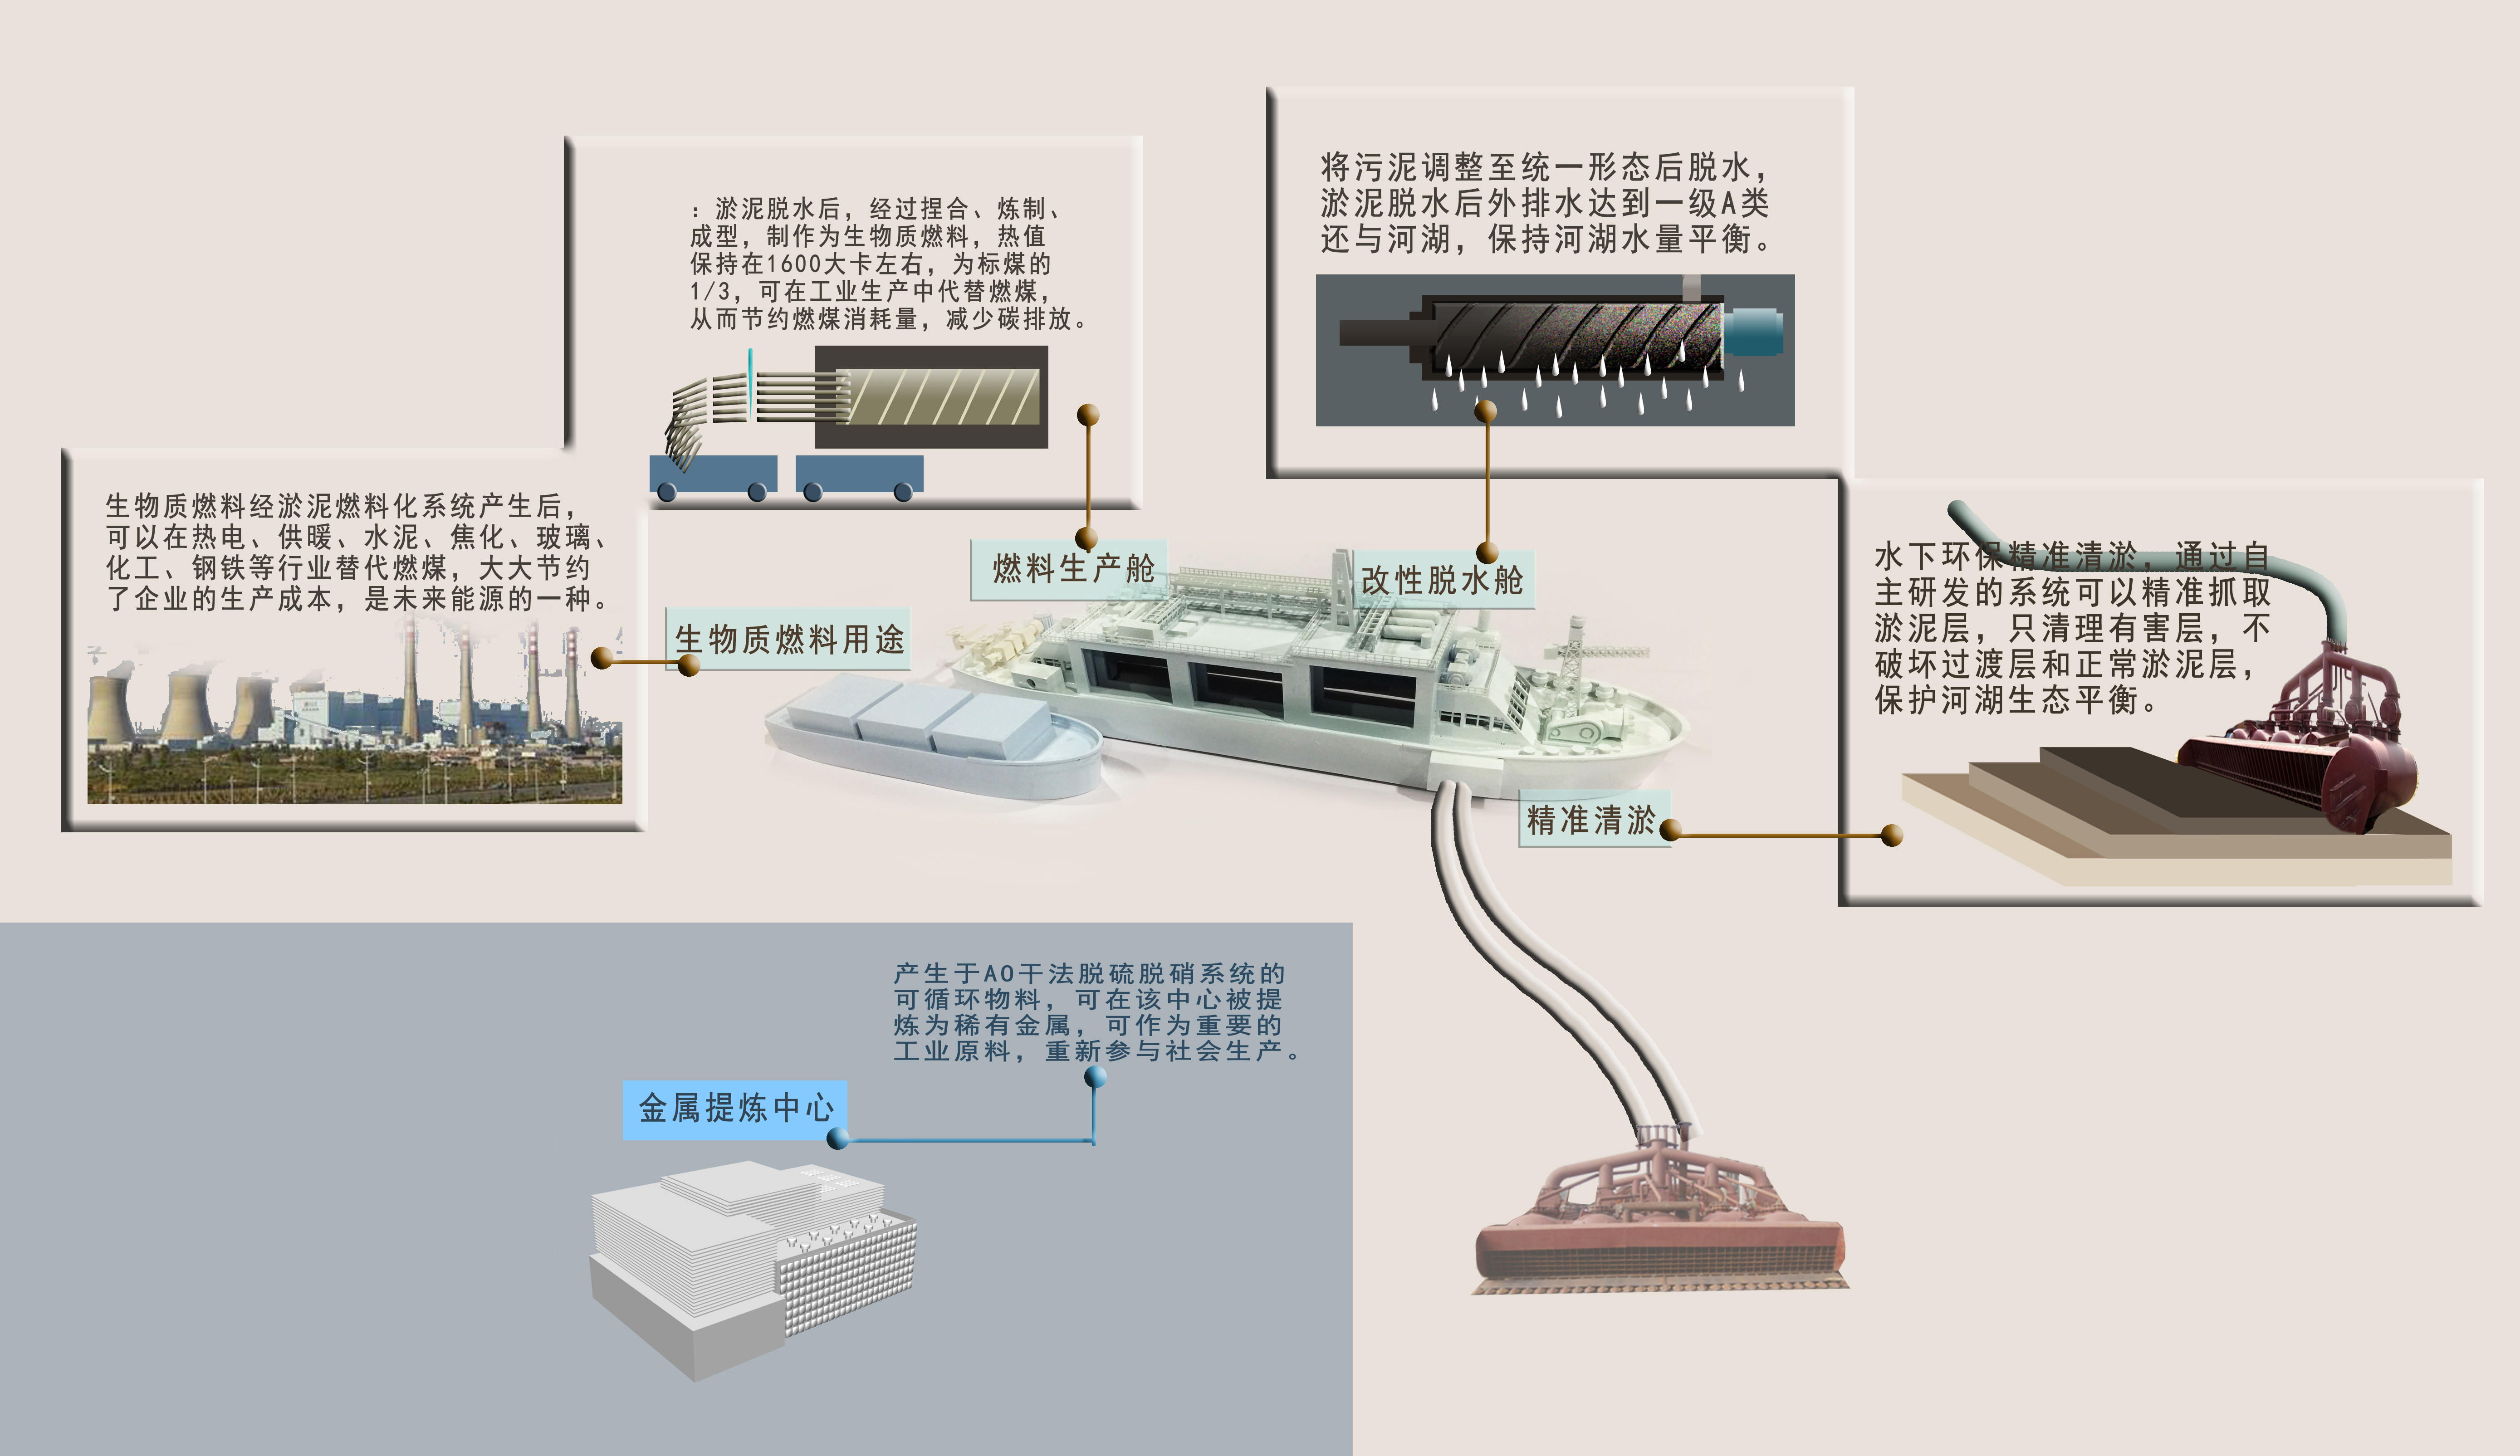 将污泥调整至统一形态后脱水，
淤泥脱水后外排水达到一级A类
还与河湖，保持河湖水量平衡。
：淤泥脱水后，经过捏合、炼制、
成型，制作为生物质燃料，热值
保持在1600大卡左右，为标煤的
1/3，可在工业生产中代替燃煤，
从而节约燃煤消耗量，减少碳排放。
生物质燃料经淤泥燃料化系统产生后，
可以在热电、供暖、水泥、焦化、玻璃、
化工、钢铁等行业替代燃煤，大大节约
了企业的生产成本，是未来能源的一种。
燃料生产舱
改性脱水舱
生物质燃料用途
水下环保精准清淤，通过自
主研发的系统可以精准抓取
淤泥层，只清理有害层，不
破坏过渡层和正常淤泥层，
保护河湖生态平衡。
精准清淤
产生于AO干法脱硫脱硝系统的
可循环物料，可在该中心被提
炼为稀有金属，可作为重要的
工业原料，重新参与社会生产。
金属提炼中心